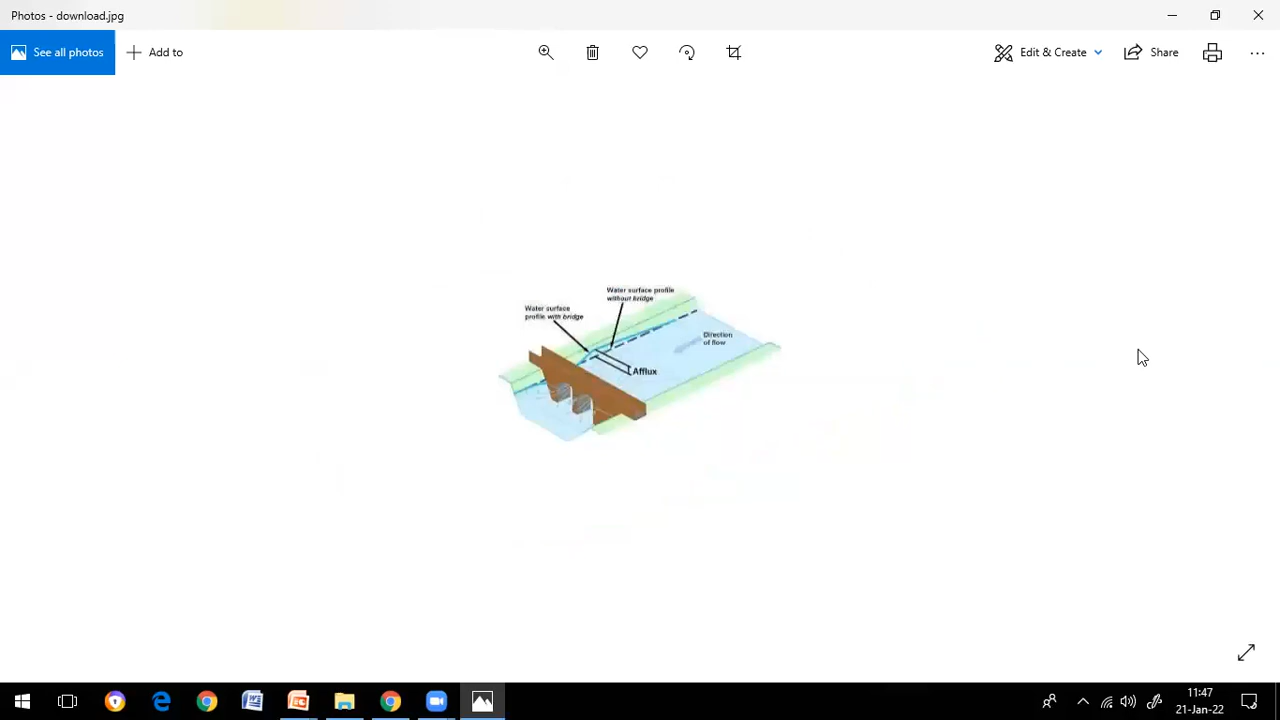 Photos - download.jpg
See all photos
Add to
Edit & Create
Share
Water surface profile
without bridge
Water surface
profile with bridge
Direction
of flow
Afflux
11:47
21-Jan-22